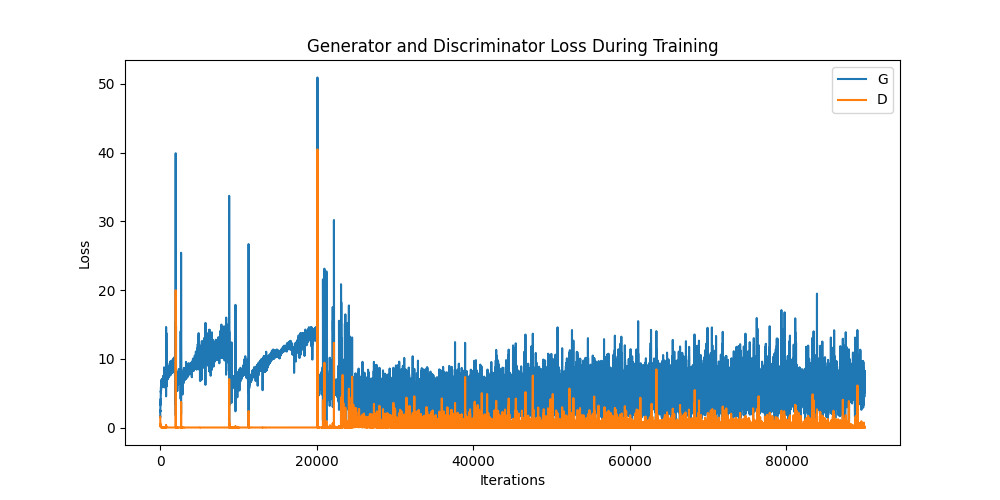 Generator and Discriminator Loss During Training
G
D
50
40
30
20
10
0
Loss
0 20000 40000 60000 80000
Iterations